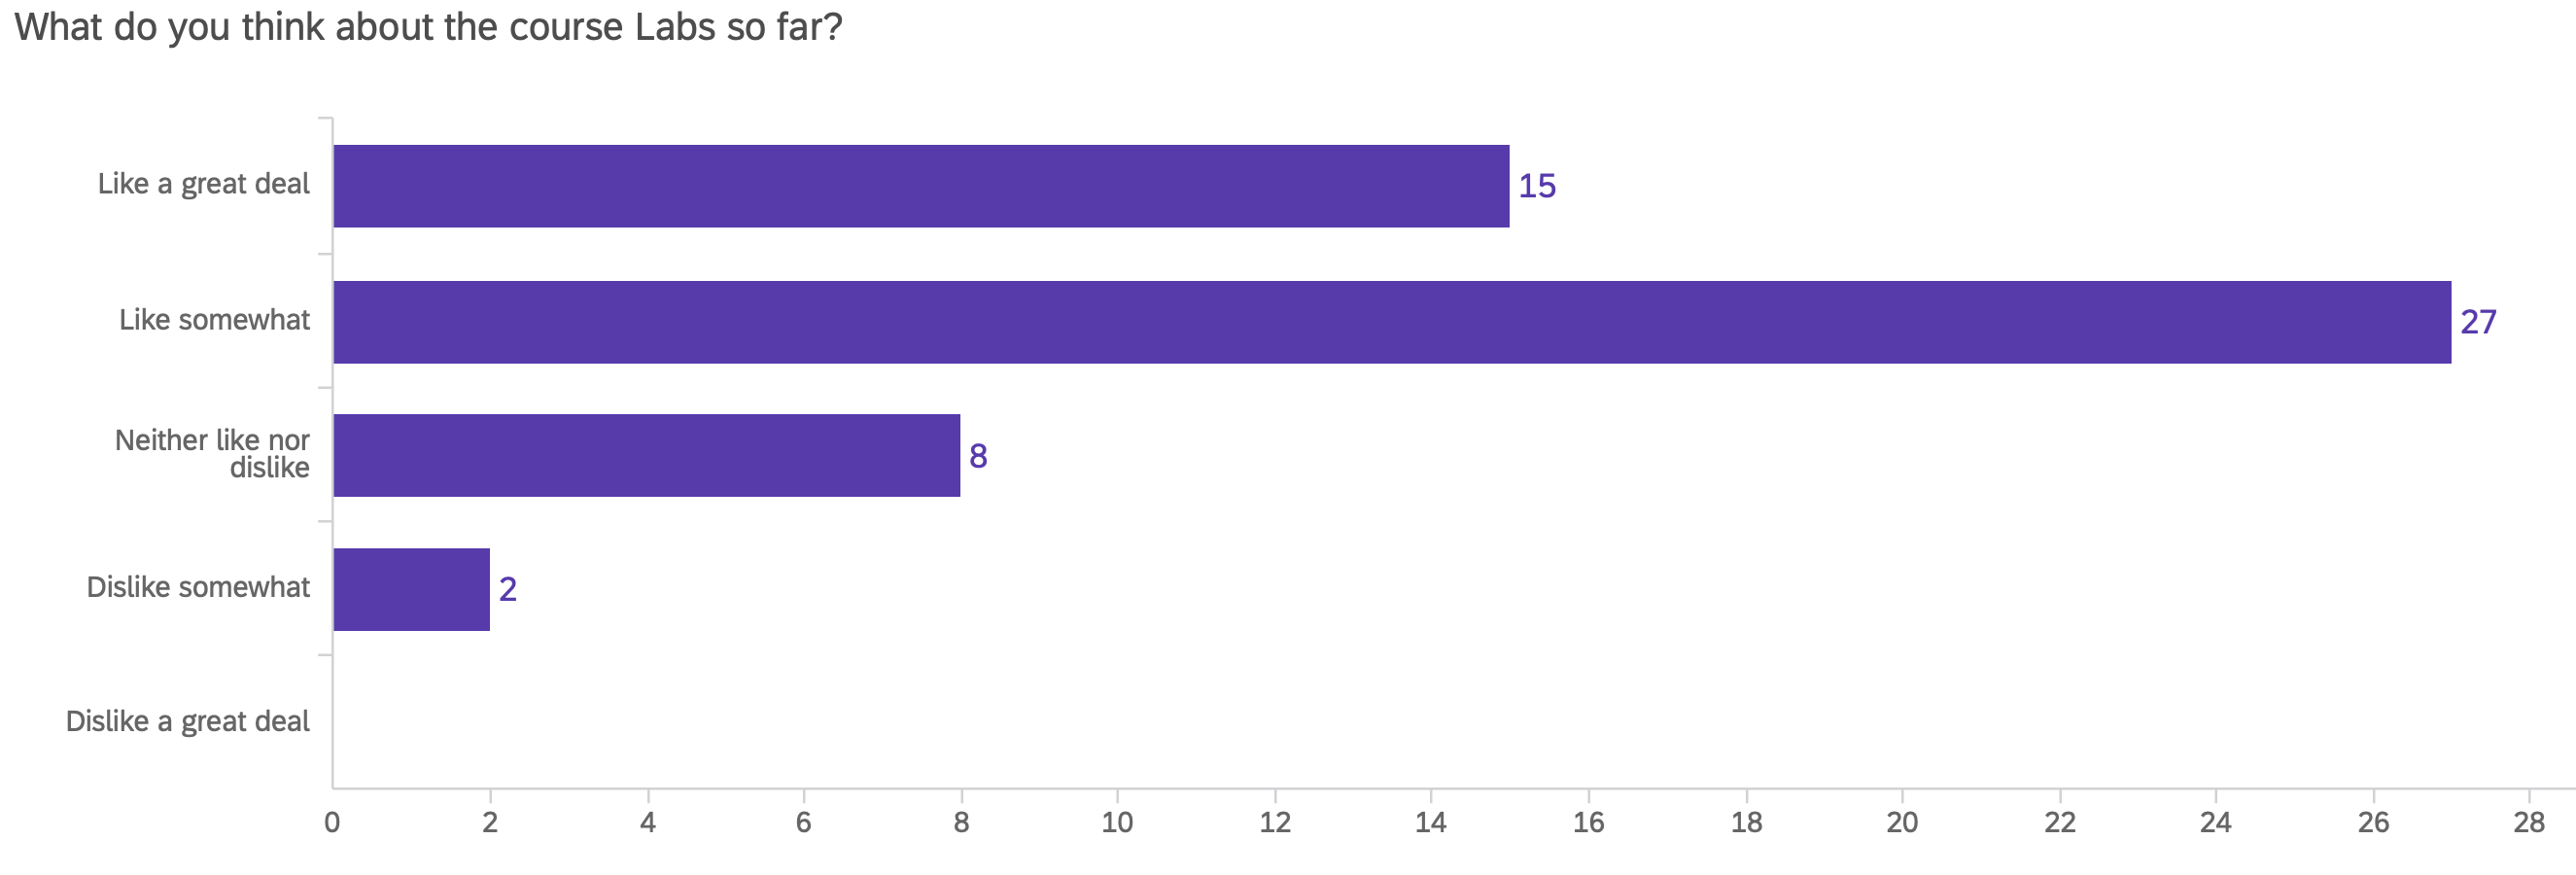 What do you think about the course Labs so far?
Like a great deal
15
Like somewhat
27
Neither like nor
dislike
8
Dislike somewhat
2
Dislike a great deal
0 2 4 6 8 10 12 14 16 18 20 22 24 26 28